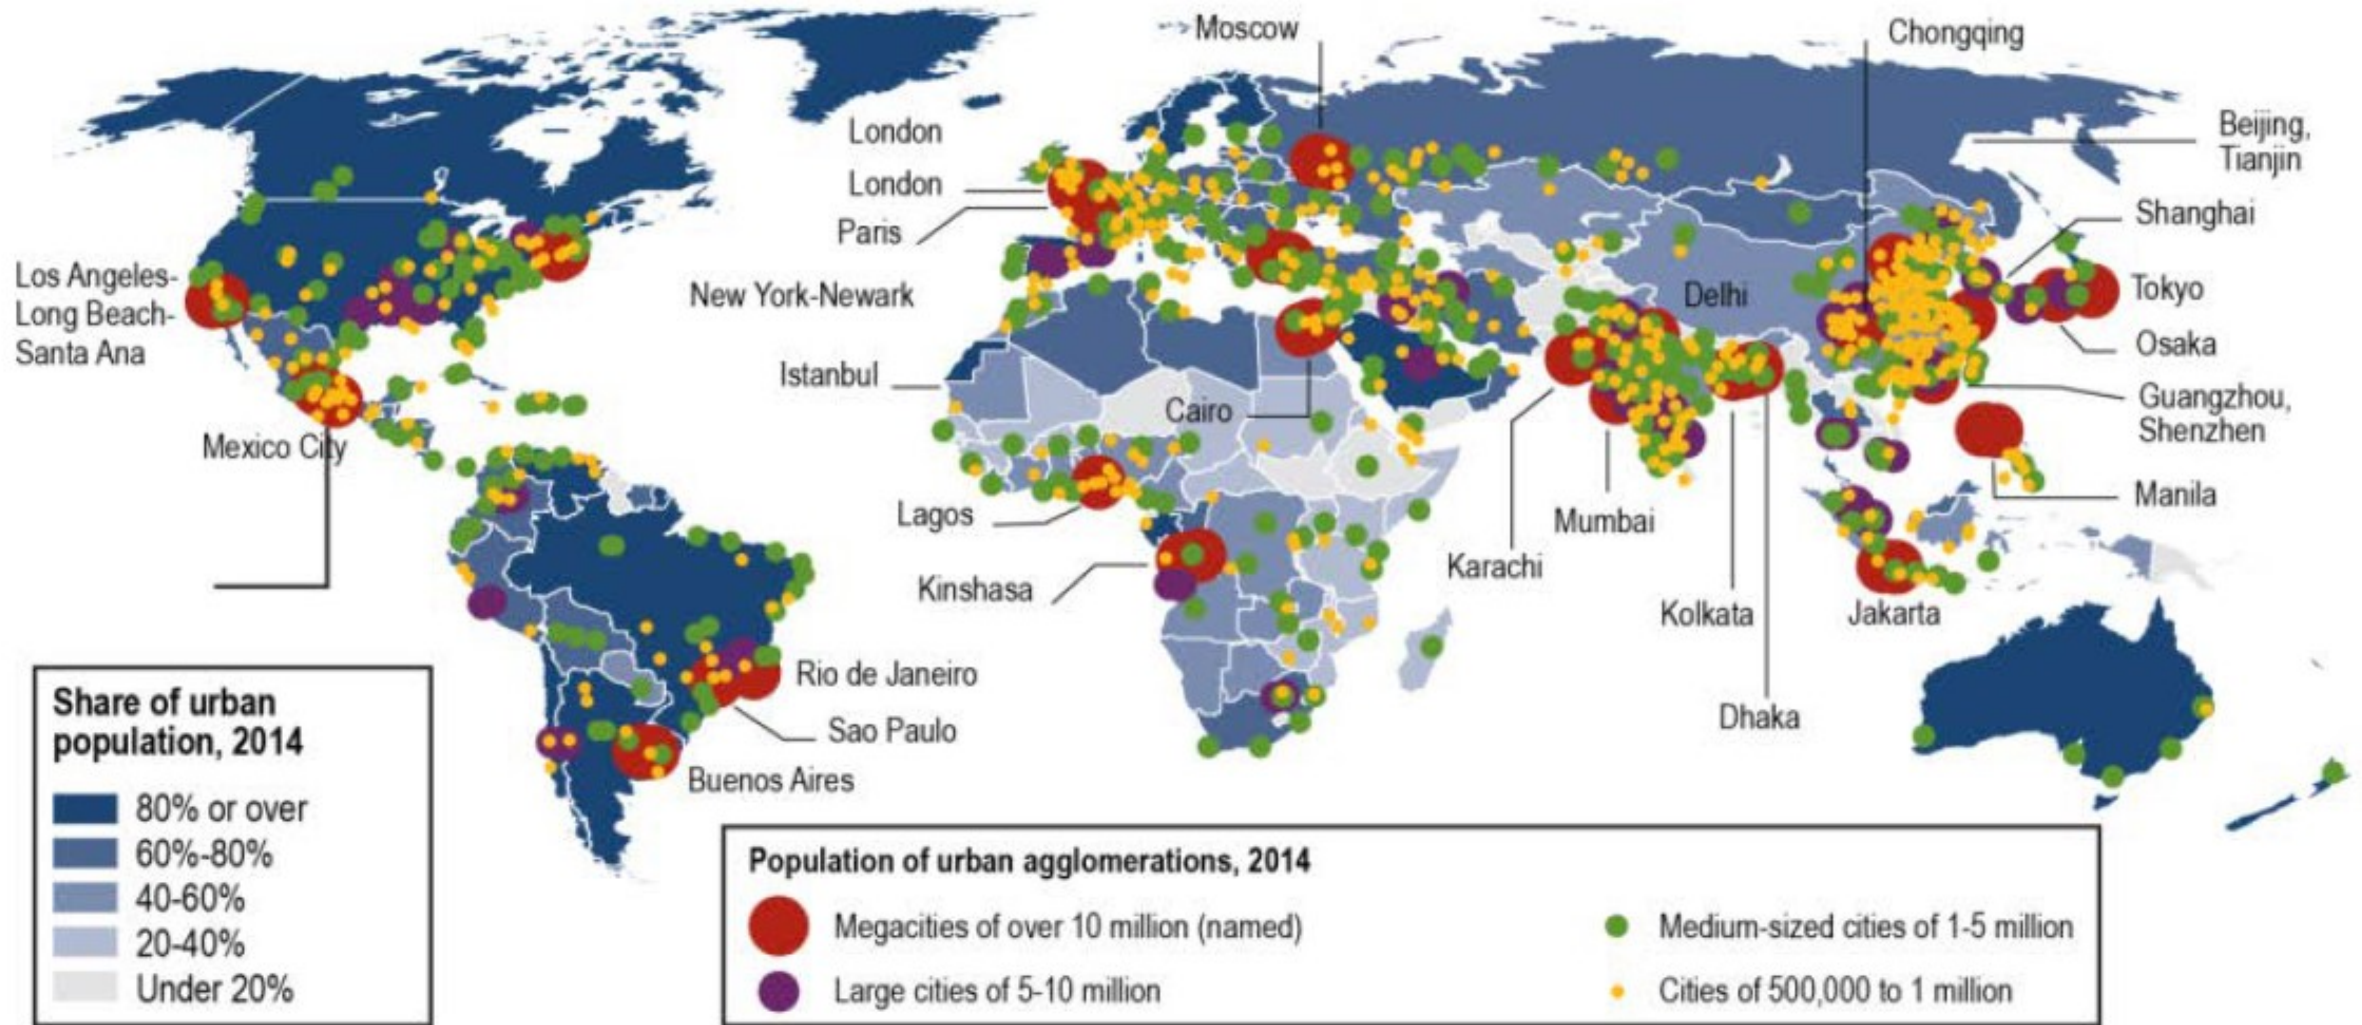 Moscow
Chongqing
London
Beijing,
Tianjin
London
Shanghai
Paris
Los Angeles-
Long Beach-
Santa Ana
New York-Newark
Delhi
Tokyo
Osaka
Istanbul
Cairo
Guangzhou,
Shenzhen
Mexico City
Manila
Lagos
Mumbai
Karachi
Kinshasa
Kolkata
Jakarta
Rio de Janeiro
Dhaka
Sao Paulo
Buenos Aires
Share of urban
population, 2014
80% or over
60%-80%
40-60%
20-40%
Under 20%
Population of urban agglomerations, 2014
Megacities of over 10 million (named)
Large cities of 5-10 million
Medium-sized cities of 1-5 million
Cities of 500,000 to 1 million